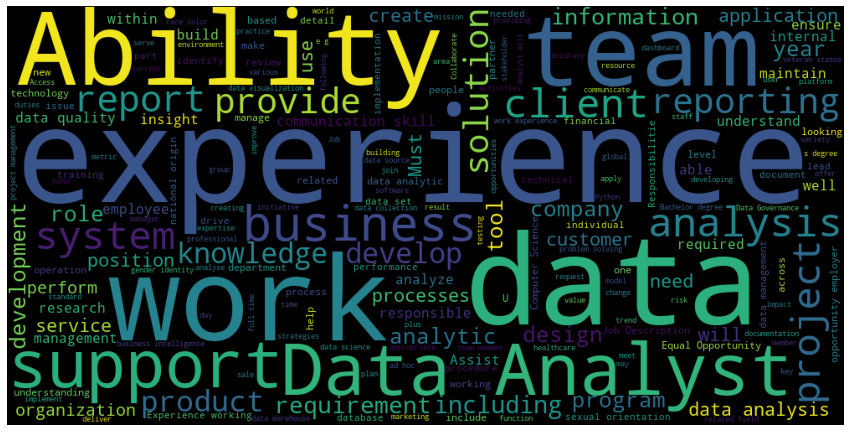 Ability
experience
team
data
work
Data Analyst
support
business
system
solution
client
analysis
project
report
provide
reporting
knowledge
develop
product
requirement
including
information
application
year
ensure
internal
maintain
understand
create
within
based
build
use
detail
needed
partner
people
make
review
identify
part
new
Access
technology
duties
issue
insight
manage
data quality
communication skill
data visualization
implementation
Must
Collaborate
area
stakeholder
providing
Analyst will
resource
communicate
dashboard
accuracy
activities
user
platform
veteran status
race color
serve
environment
practice
various
current
following
e g
world
mission
financial
work experience
staff
opportunities
looking
variety
s degree
lead
offer
level
able
document
well
global
apply
Python
technical
developing
Responsibilitie
related
Job
building
data source
join
software
data analytic
data set
data collection
result
initiative
metric
training
hand
group
national origin
improve
creating
drive
expertise
professional
project management
role
employee
manager
position
operation
gender identity
analyse
department
performance
process
time
day
full time
development
perform
research
standard
service
management
business intelligence
strategies
help
analyze
processes
responsible
analytic
plus
data science
team member
ad hoc
plan
sale
Assist
procedure
working
tool
testing
company
individual
customer
problem solving
Computer Science
Bachelor degree
Data Governance
required
need
one
across
data management
request
model
change
value
risk
U
impact
design
will
Job Description
trend
documentation
opportunity employer
member
healthcare
Equal Opportunity
meet
may
key
program
data analysis
understanding
implement
organization
deliver
Experience working
data warehouse
database
marketing
include
function
sexual orientation
related field